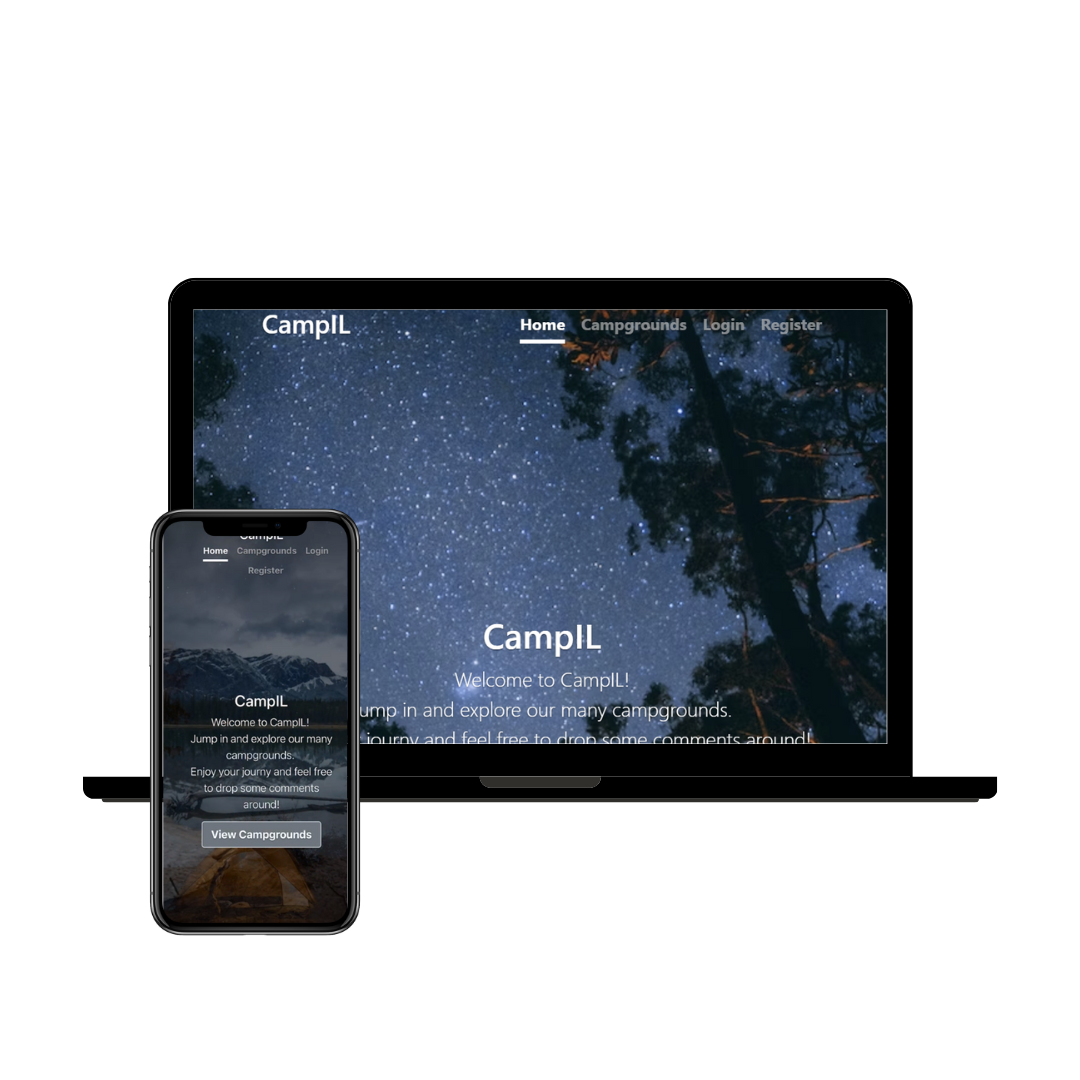 CampIL
Home Campgrounds Login Register
CampIL
Welcome to CampIL!
ump in and explore our many campgrounds.
journy and feel free to drop some comments around!
CampIL
Home Campgrounds Login
Register
CampIL
Welcome to CampIL!
Jump in and explore our many
campgrounds.
Enjoy your journy and feel free
to drop some comments
around!
View Campgrounds